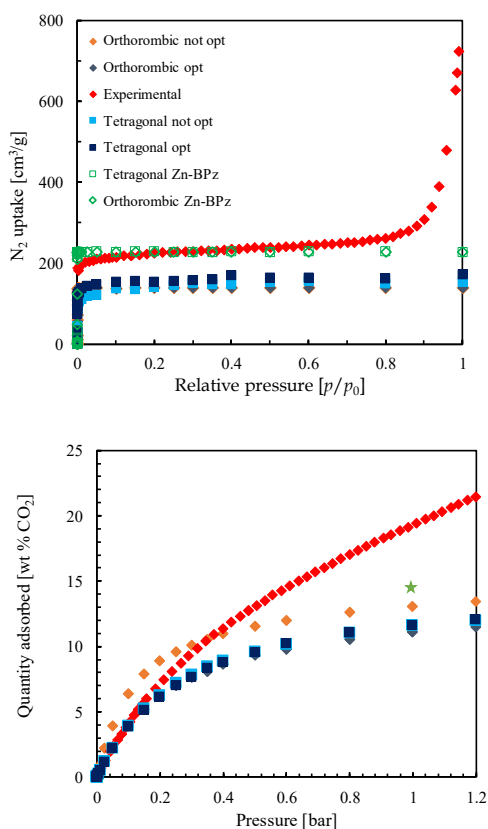 800
600
400
200
0
N₂ uptake [cm³/g]
Orthorombic not opt
Orthorombic opt
Experimental
Tetragonal not opt
Tetragonal opt
Tetragonal Zn-BPz
Orthorombic Zn-BPz
0 0.2 0.4 0.6 0.8 1
Relative pressure [p/p₀]
25
20
15
10
5
0
Quantity adsorbed [wt % CO₂]
0 0.2 0.4 0.6 0.8 1 1.2
Pressure [bar]